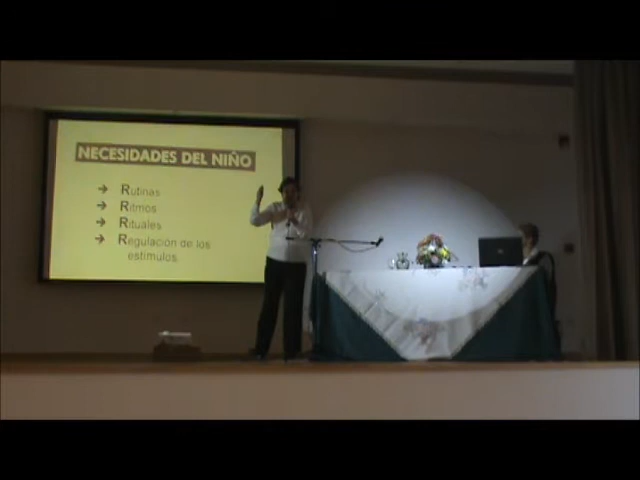 NECESIDADES DEL NIÑO
→ Rutinas
→ Ritmos
→ Rituales
→ Regulación de los
estímulos